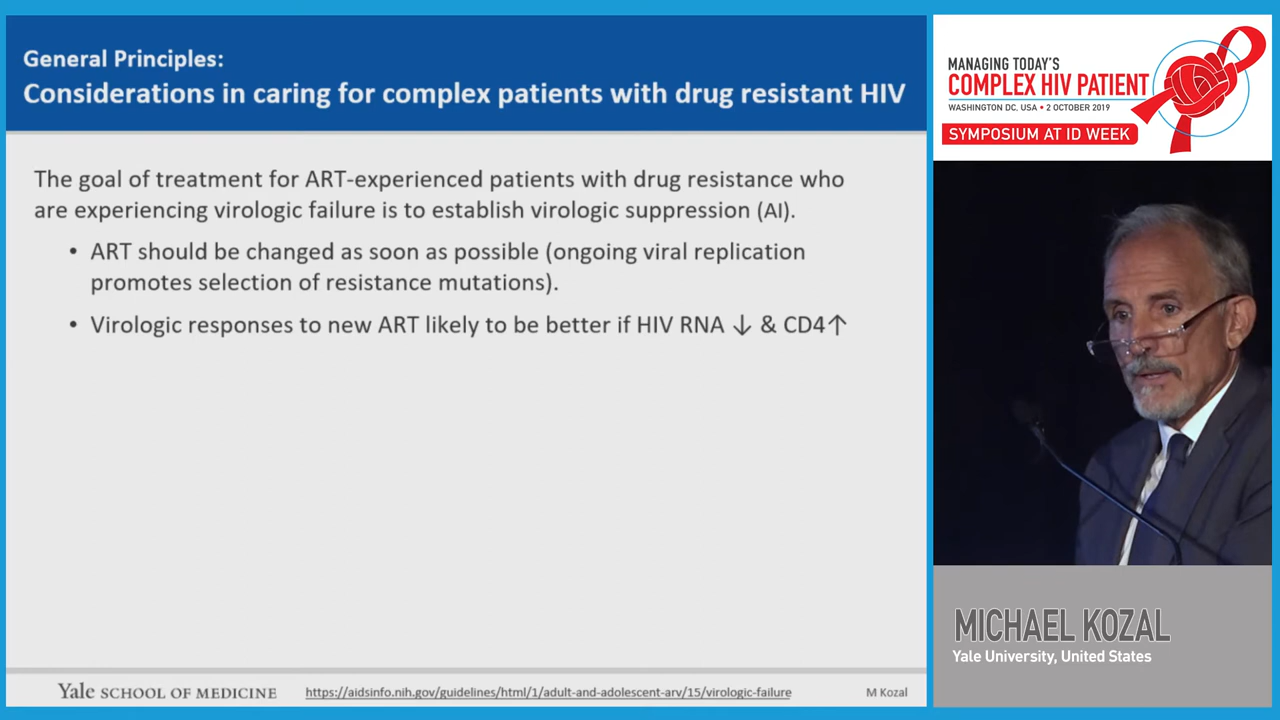 General Principles:
Considerations in caring for complex patients with drug resistant HIV
The goal of treatment for ART-experienced patients with drug resistance who
are experiencing virologic failure is to establish virologic suppression (AI).
• ART should be changed as soon as possible (ongoing viral replication
promotes selection of resistance mutations).
• Virologic responses to new ART likely to be better if HIV RNA ↓ & CD4↑
Yale SCHOOL OF MEDICINE
https://aidsinfo.nih.gov/guidelines/html/1/adult-and-adolescent-arv/15/virologic-failure
M Kozal
MANAGING TODAY'S
COMPLEX HIV PATIENT
WASHINGTON DC, USA • 2 OCTOBER 2019
SYMPOSIUM AT ID WEEK
MICHAEL KOZAL
Yale University, United States